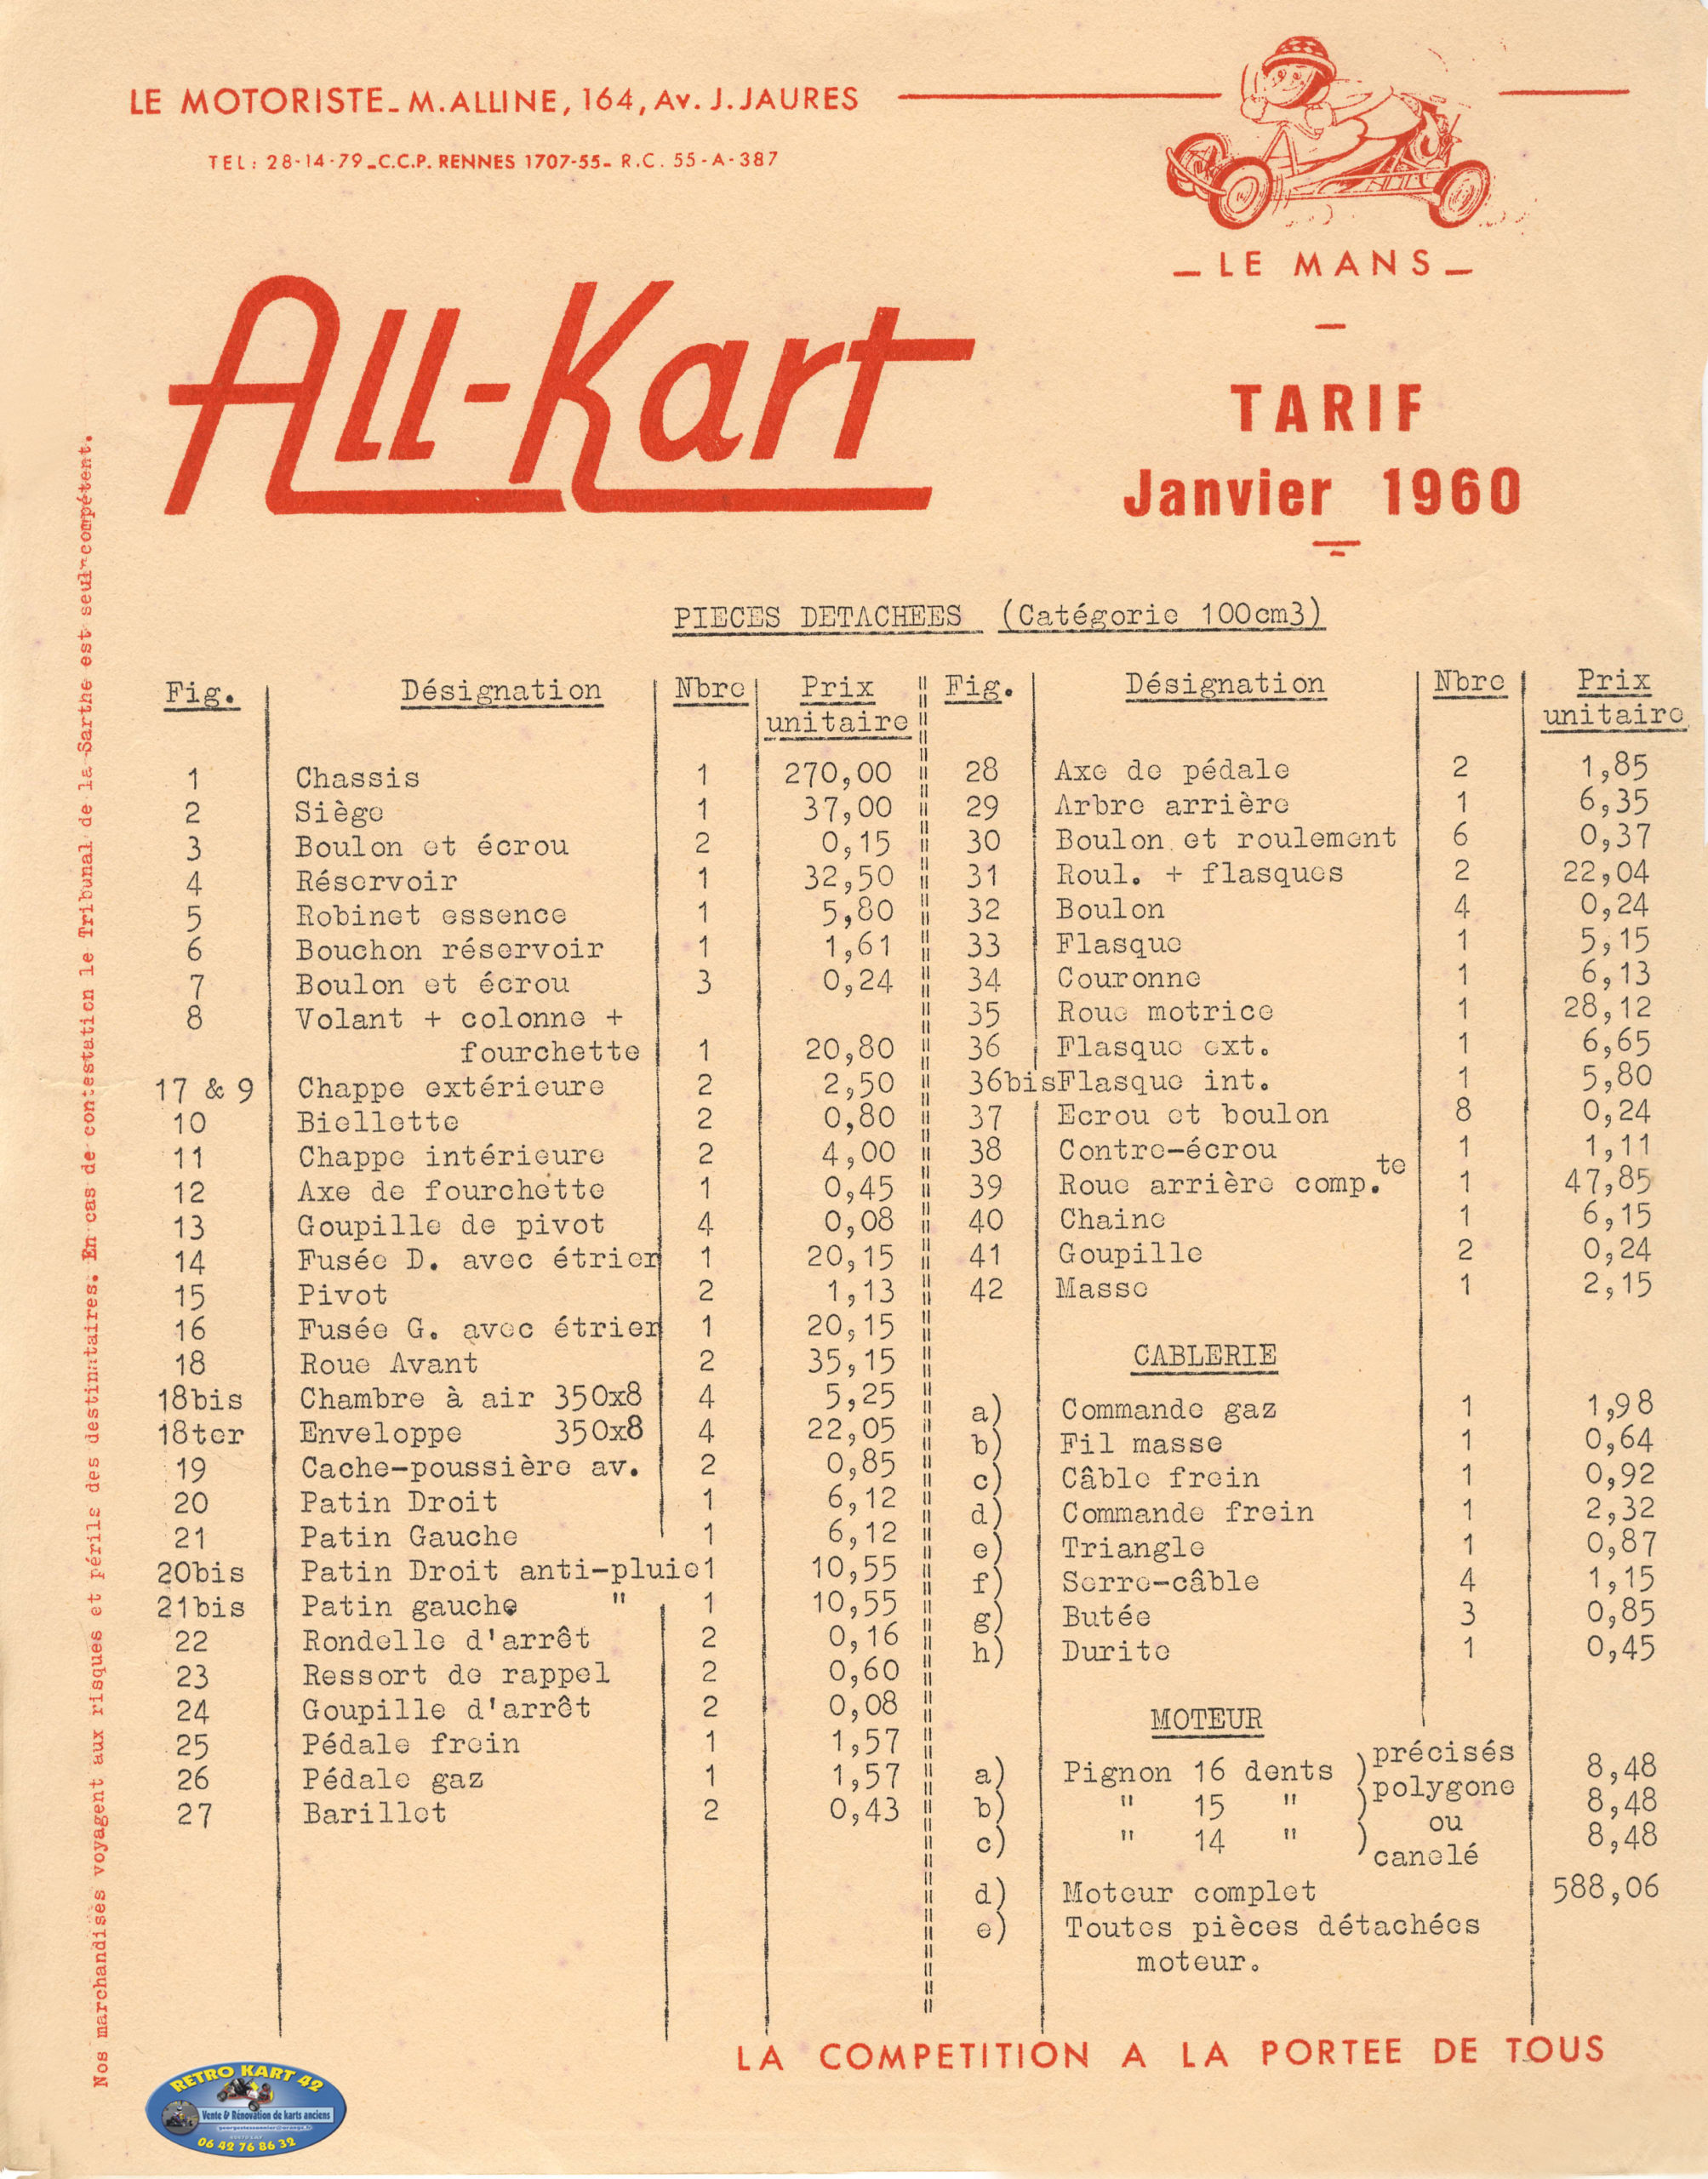 LE MOTORISTE_M.ALLINE, 164, Av. J. JAURES
TEL: 28-14-79_C.C.P. RENNES 1707-55_ R.C. 55-A-387
_ LE MANS _
All-Kart
TARIF
Janvier 1960
PIECES DETACHEES (Catégorie 100cm3)
Fig. Désignation Nbre Prix unitaire
1 Chassis 1 270,00
2 Siège 1 37,00
3 Boulon et écrou 2 0,15
4 Réservoir 1 32,50
5 Robinet essence 1 5,80
6 Bouchon réservoir 1 1,61
7 Boulon et écrou 3 0,24
8 Volant + colonne +
fourchette 1 20,80
17 & 9 Chappe extérieure 2 2,50
10 Biellette 2 0,80
11 Chappe intérieure 2 4,00
12 Axe de fourchette 1 0,45
13 Goupille de pivot 4 0,08
14 Fusée D. avec étrier 1 20,15
15 Pivot 2 1,13
16 Fusée G. avec étrier 1 20,15
18 Roue Avant 2 35,15
18bis Chambre à air 350x8 4 5,25
18ter Enveloppe 350x8 4 22,05
19 Cache-poussière av. 2 0,85
20 Patin Droit 1 6,12
21 Patin Gauche 1 6,12
20bis Patin Droit anti-pluie 1 10,55
21bis Patin gauche " 1 10,55
22 Rondelle d'arrêt 2 0,16
23 Ressort de rappel 2 0,60
24 Goupille d'arrêt 2 0,08
25 Pédale frein 1 1,57
26 Pédale gaz 1 1,57
27 Barillet 2 0,43
Fig. Désignation Nbre Prix unitaire
28 Axe de pédale 2 1,85
29 Arbre arrière 1 6,35
30 Boulon et roulement 6 0,37
31 Roul. + flasques 2 22,04
32 Boulon 4 0,24
33 Flasque 1 5,15
34 Couronne 1 6,13
35 Roue motrice 1 28,12
36 Flasque ext. 1 6,65
36bis Flasque int. 1 5,80
37 Ecrou et boulon 8 0,24
38 Contre-écrou 1 1,11
39 Roue arrière comp.te 1 47,85
40 Chaine 1 6,15
41 Goupille 2 0,24
42 Masse 1 2,15
CABLERIE
a) Commande gaz 1 1,98
b) Fil masse 1 0,64
c) Câble frein 1 0,92
d) Commande frein 1 2,32
e) Triangle 1 0,87
f) Serre-câble 4 1,15
g) Butée 3 0,85
h) Durite 1 0,45
MOTEUR
a) Pignon 16 dents ) précisés 8,48
b) " 15 " ) polygone 8,48
ou
c) " 14 " ) canelé 8,48
d) Moteur complet 588,06
e) Toutes pièces détachées
moteur.
LA COMPETITION A LA PORTEE DE TOUS
Nos marchandises voyagent aux risques et périls des destinataires. En cas de contestation le Tribunal de la Sarthe est seul compétent.
RETRO KART 42
Vente & Rénovation de karts anciens
06 42 76 86 32